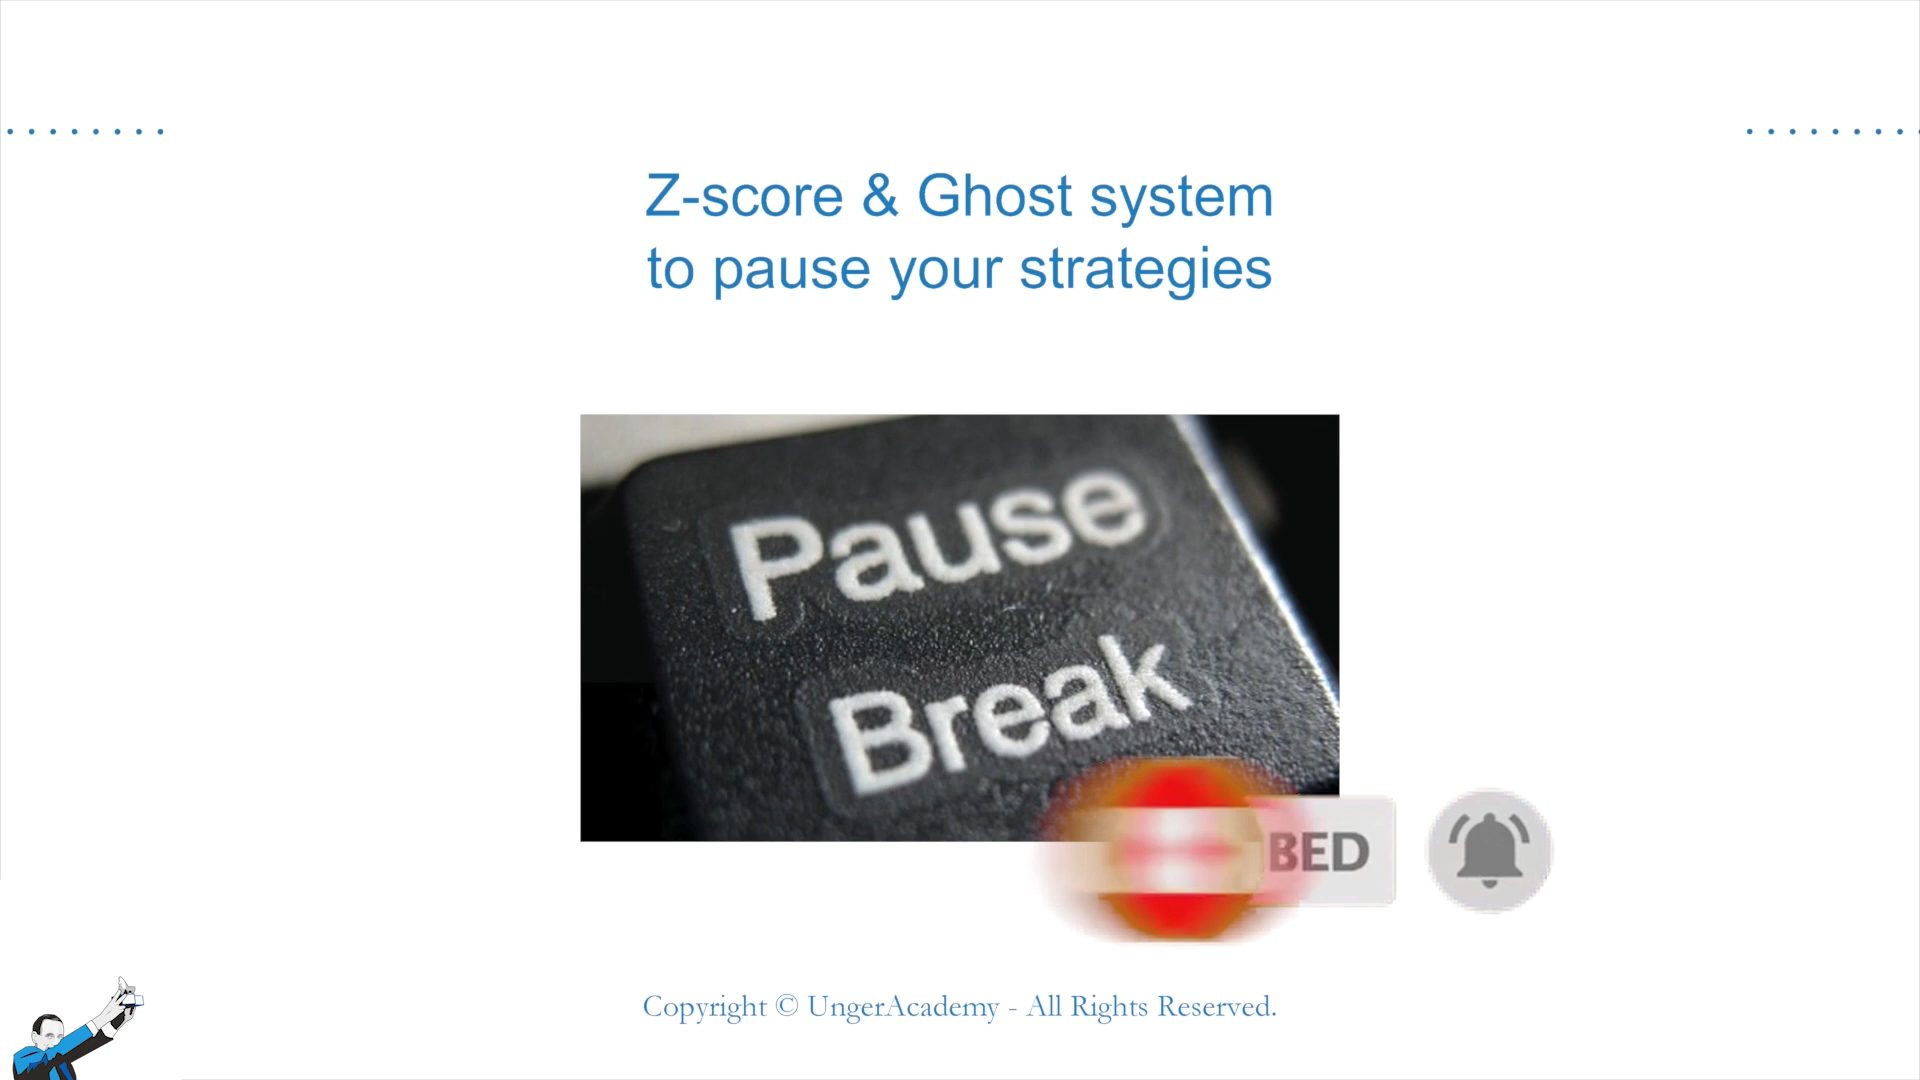 Z-score & Ghost system
to pause your strategies
Pause
Break
BED
Copyright © UngerAcademy - All Rights Reserved.